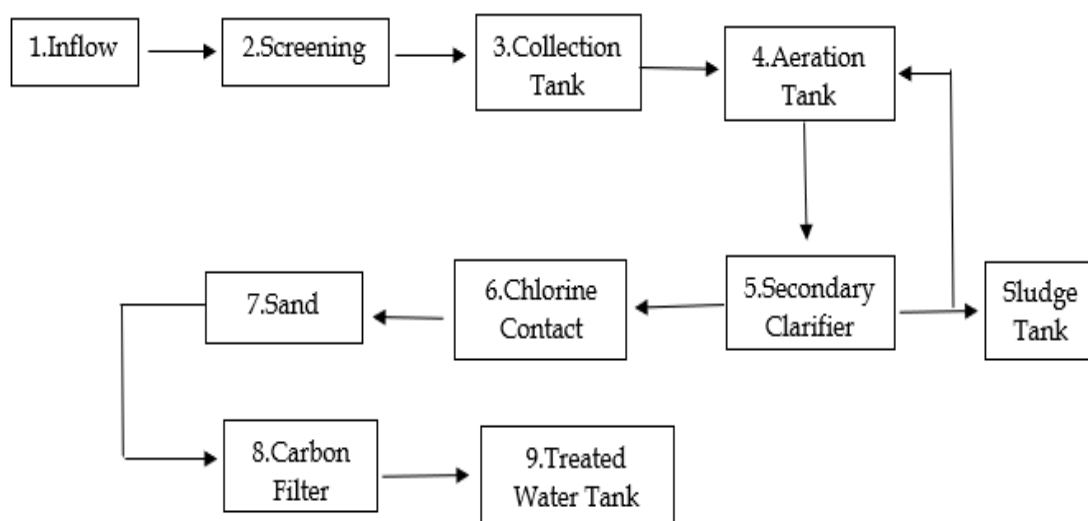 1.Inflow
2.Screening
3.Collection
Tank
4.Aeration
Tank
5.Secondary
Clarifier
Sludge
Tank
6.Chlorine
Contact
7.Sand
8.Carbon
Filter
9.Treated
Water Tank